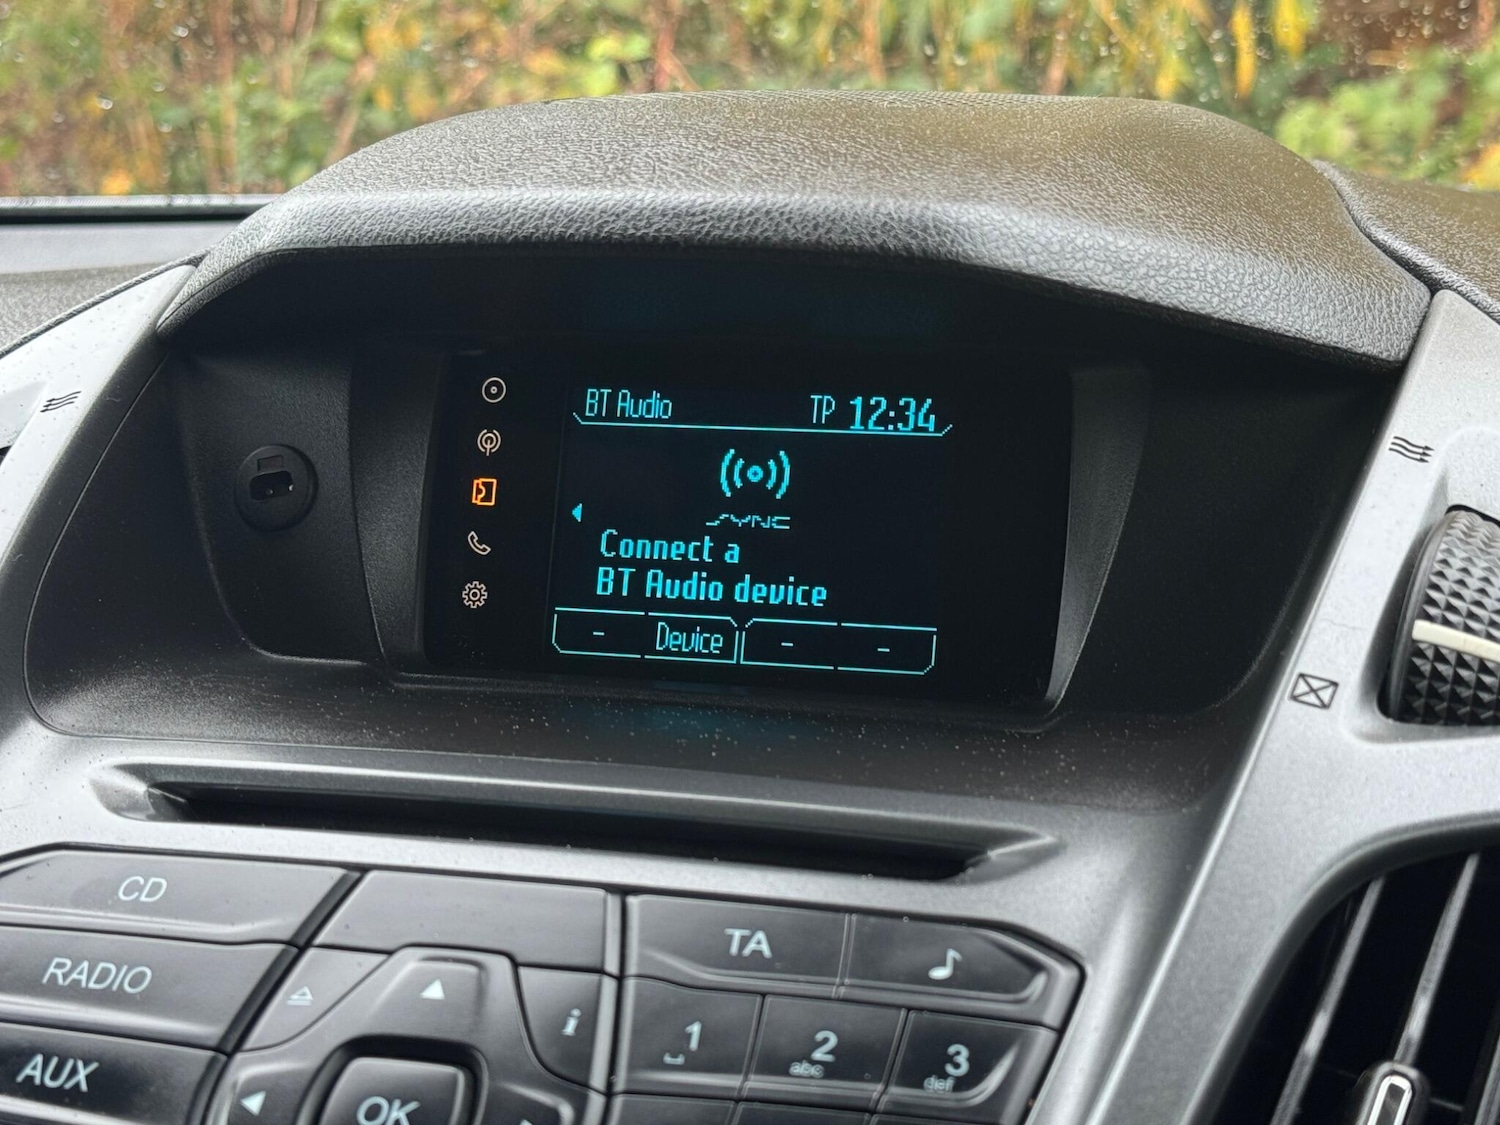 BT Audio TP 12:34
SYNC
Connect a
BT Audio device
- Device - -
CD
TA
RADIO
i
1
2 abc
3 def
AUX
OK